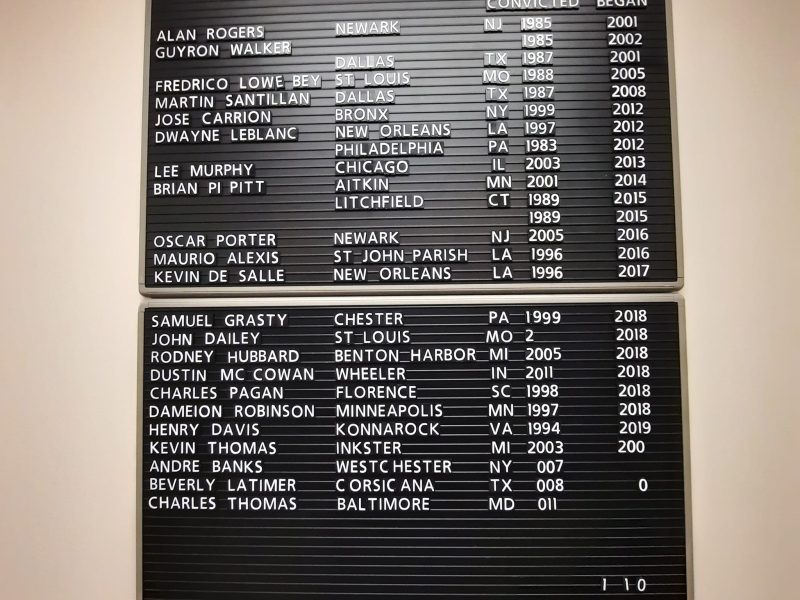 CONVICTED BEGAN
ALAN ROGERS NEWARK NJ 1985 2001
GUYRON WALKER 1985 2002
DALLAS TX 1987 2001
FREDRICO LOWE BEY ST LOUIS MO 1988 2005
MARTIN SANTILLAN DALLAS TX 1987 2008
JOSE CARRION BRONX NY 1999 2012
DWAYNE LEBLANC NEW ORLEANS LA 1997 2012
PHILADELPHIA PA 1983 2012
LEE MURPHY CHICAGO IL 2003 2013
BRIAN PI PITT AITKIN MN 2001 2014
LITCHFIELD CT 1989 2015
1989 2015
OSCAR PORTER NEWARK NJ 2005 2016
MAURIO ALEXIS ST JOHN PARISH LA 1996 2016
KEVIN DE SALLE NEW ORLEANS LA 1996 2017
SAMUEL GRASTY CHESTER PA 1999 2018
JOHN DAILEY ST LOUIS MO 2 2018
RODNEY HUBBARD BENTON HARBOR MI 2005 2018
DUSTIN MC COWAN WHEELER IN 2011 2018
CHARLES PAGAN FLORENCE SC 1998 2018
DAMEION ROBINSON MINNEAPOLIS MN 1997 2018
HENRY DAVIS KONNAROCK VA 1994 2019
KEVIN THOMAS INKSTER MI 2003 200
ANDRE BANKS WESTCHESTER NY 007
BEVERLY LATIMER CORSICANA TX 008 0
CHARLES THOMAS BALTIMORE MD 011
1 1 0